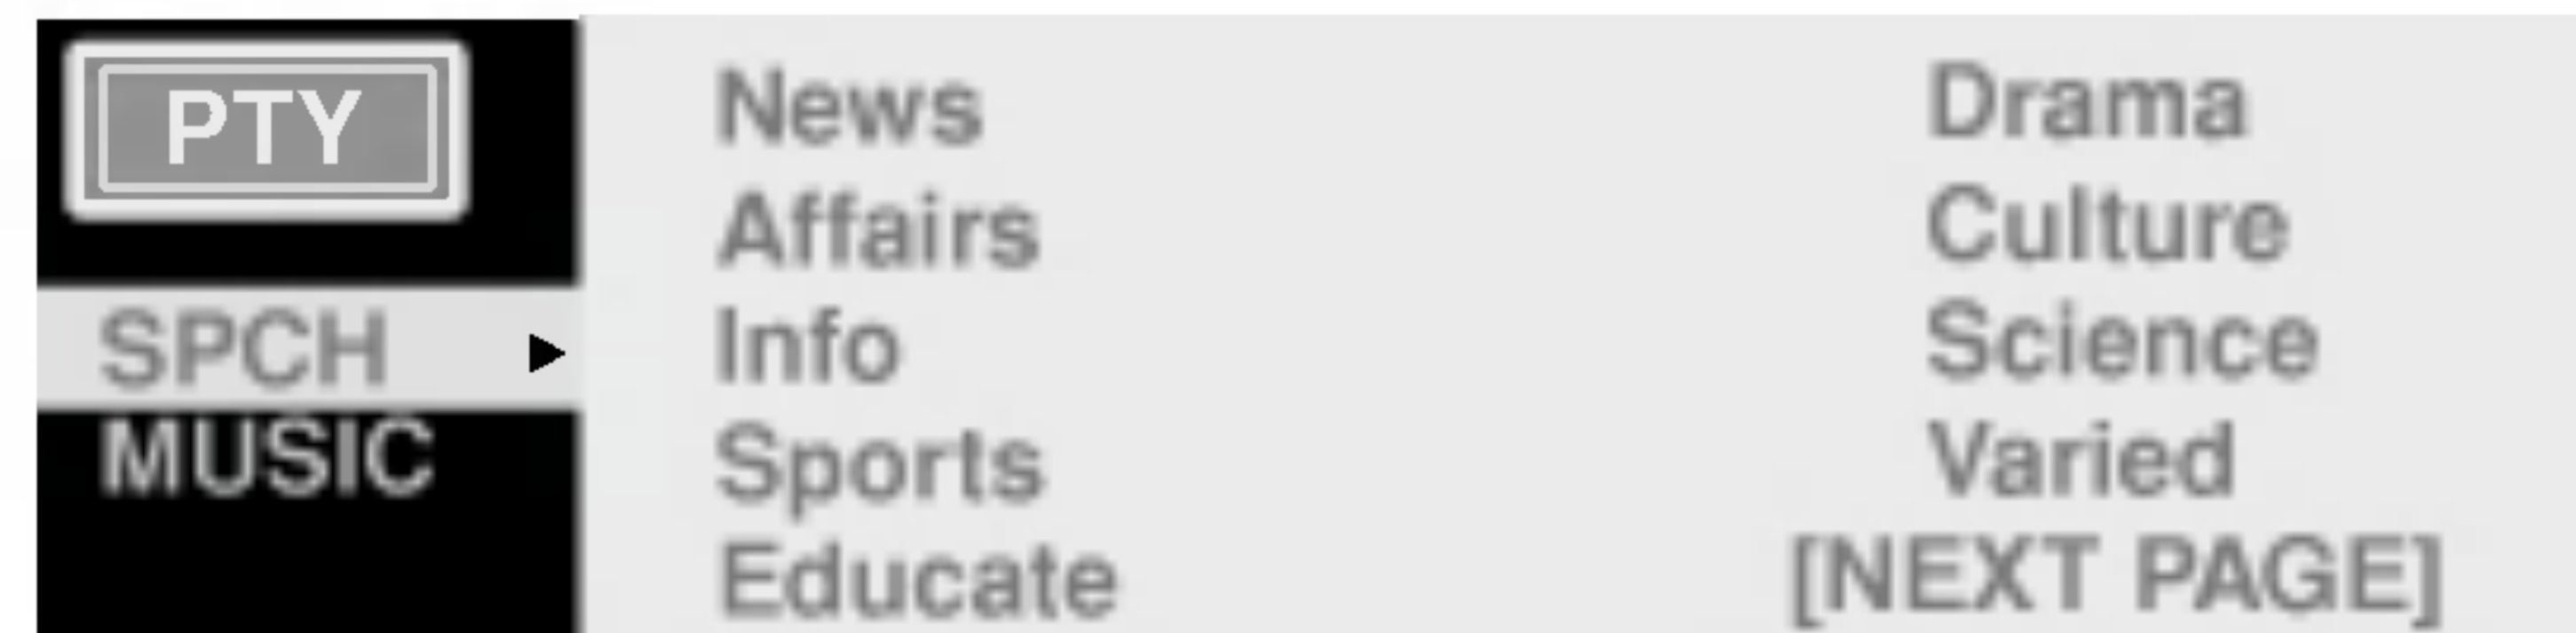 PTY
SPCH
MUSIC
News
Affairs
Info
Sports
Educate
Drama
Culture
Science
Varied
[NEXT PAGE]